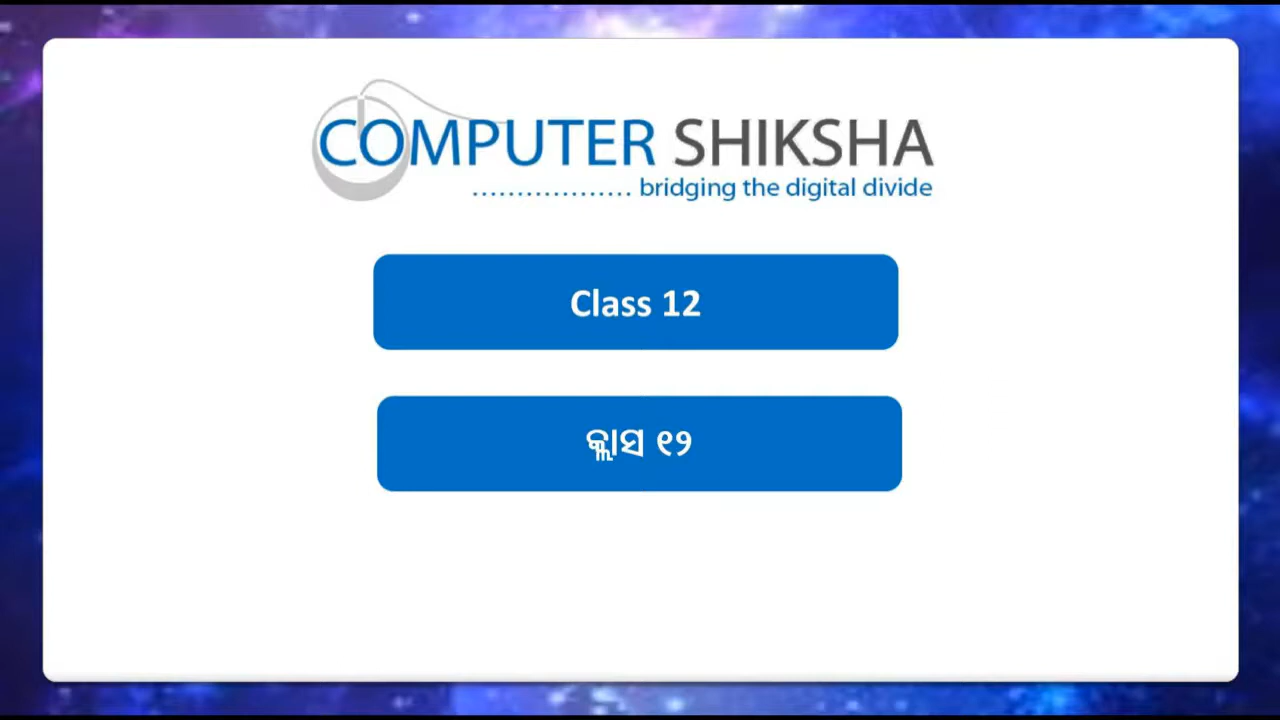 COMPUTER SHIKSHA
.................. bridging the digital divide
Class 12
କ୍ଲାସ ୧୨